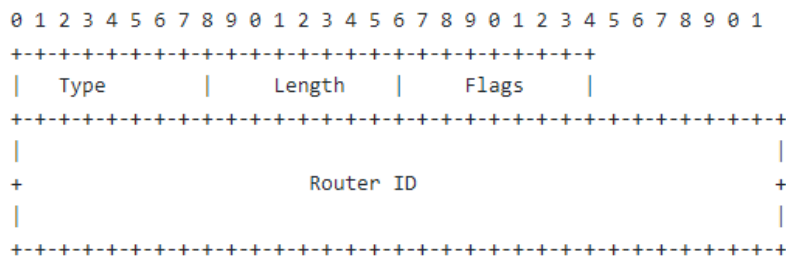 0 1 2 3 4 5 6 7 8 9 0 1 2 3 4 5 6 7 8 9 0 1 2 3 4 5 6 7 8 9 0 1
+-+-+-+-+-+-+-+-+-+-+-+-+-+-+-+-+-+-+-+-+-+-+-+-+
|   Type        |     Length    |     Flags     |
+-+-+-+-+-+-+-+-+-+-+-+-+-+-+-+-+-+-+-+-+-+-+-+-+-+-+-+-+-+-+-+-+
|                                                               |
+                        Router ID                              +
|                                                               |
+-+-+-+-+-+-+-+-+-+-+-+-+-+-+-+-+-+-+-+-+-+-+-+-+-+-+-+-+-+-+-+-+